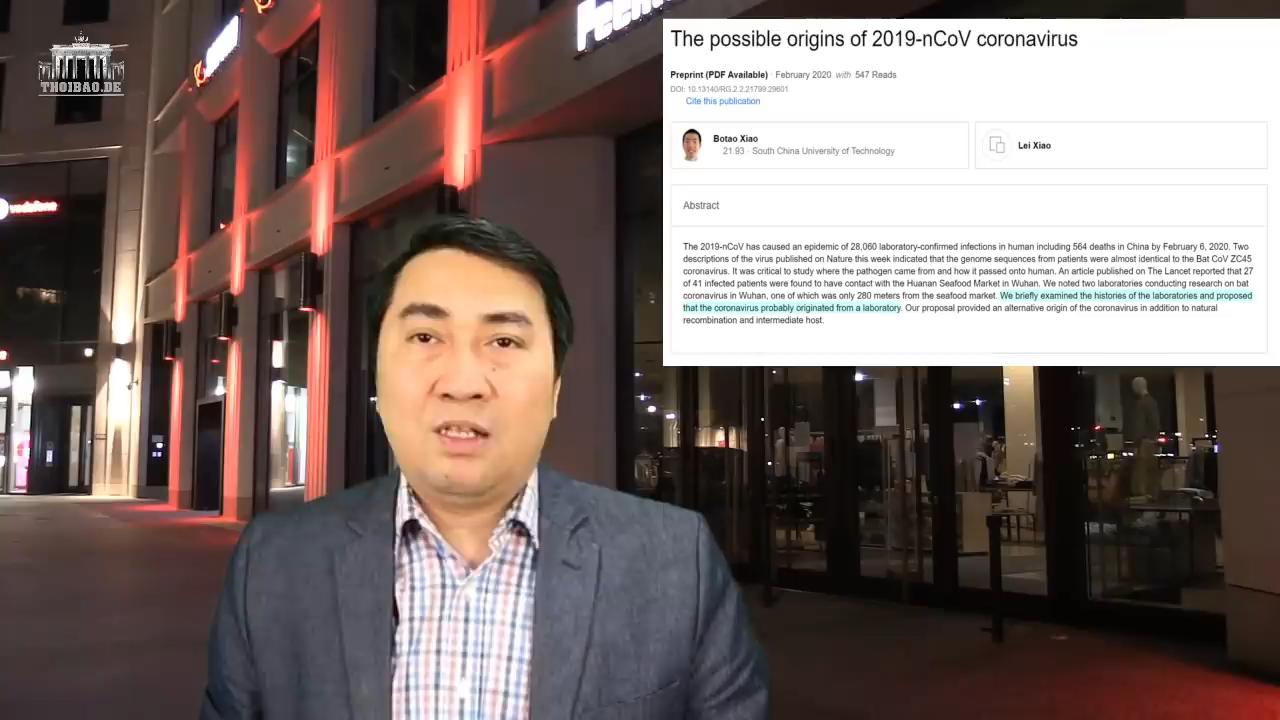 THOIBAO.DE
vodafone
The possible origins of 2019-nCoV coronavirus
Preprint (PDF Available) · February 2020 with 547 Reads
DOI: 10.13140/RG.2.2.21799.29601
Cite this publication
Botao Xiao
21.93 · South China University of Technology
Lei Xiao
Abstract
The 2019-nCoV has caused an epidemic of 28,060 laboratory-confirmed infections in human including 564 deaths in China by February 6, 2020. Two
descriptions of the virus published on Nature this week indicated that the genome sequences from patients were almost identical to the Bat CoV ZC45
coronavirus. It was critical to study where the pathogen came from and how it passed onto human. An article published on The Lancet reported that 27
of 41 infected patients were found to have contact with the Huanan Seafood Market in Wuhan. We noted two laboratories conducting research on bat
coronavirus in Wuhan, one of which was only 280 meters from the seafood market. We briefly examined the histories of the laboratories and proposed
that the coronavirus probably originated from a laboratory. Our proposal provided an alternative origin of the coronavirus in addition to natural
recombination and intermediate host.